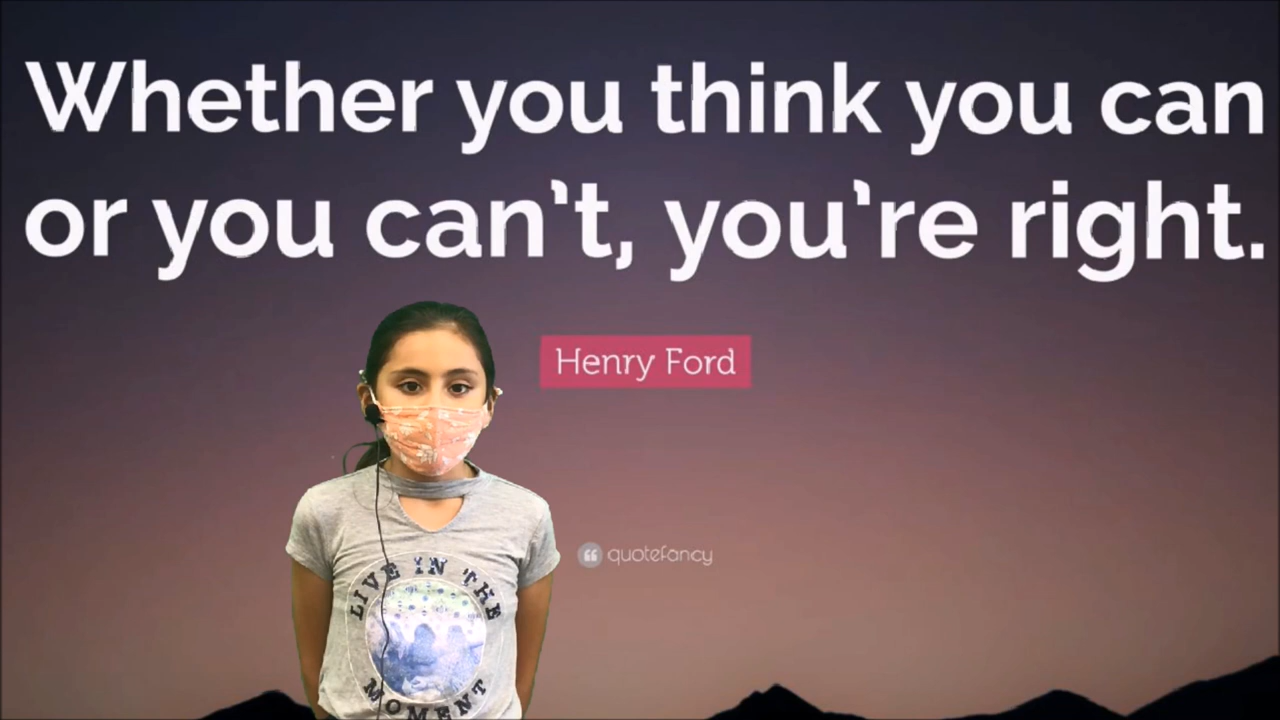 Whether you think you can
or you can't, you're right.
Henry Ford
quotefancy
LIVE IN THE
MOMENT